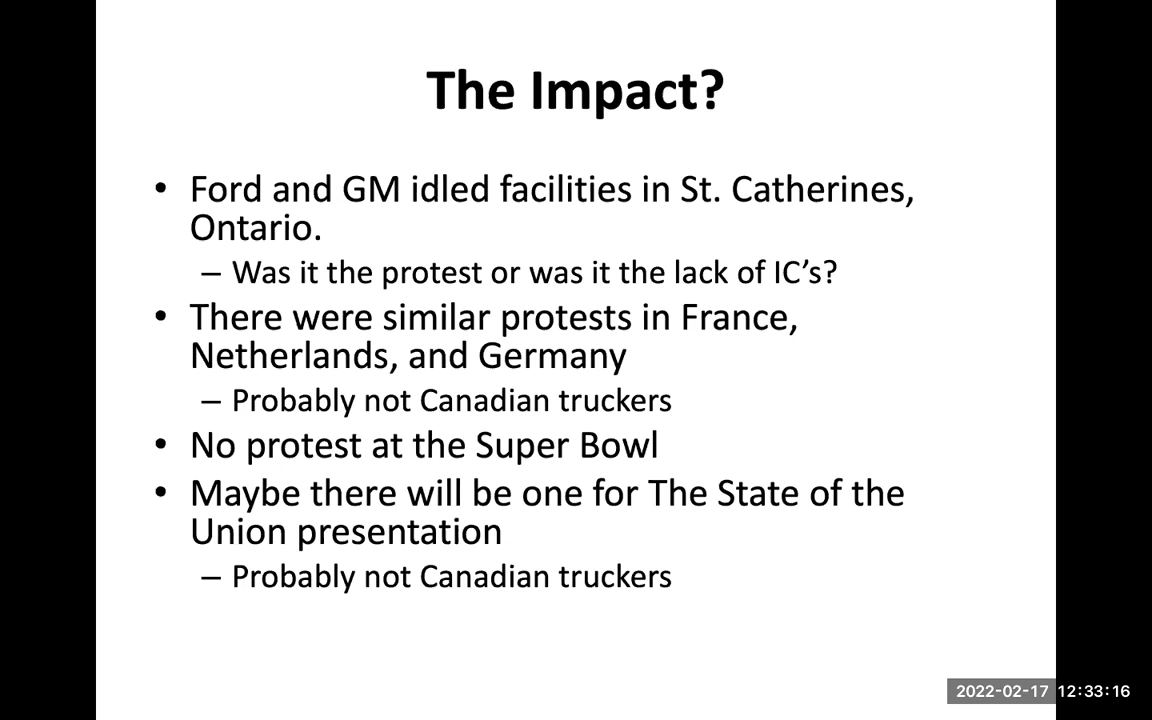 The Impact?
• Ford and GM idled facilities in St. Catherines,
Ontario.
– Was it the protest or was it the lack of IC’s?
• There were similar protests in France,
Netherlands, and Germany
– Probably not Canadian truckers
• No protest at the Super Bowl
• Maybe there will be one for The State of the
Union presentation
– Probably not Canadian truckers
2022-02-17 12:33:16